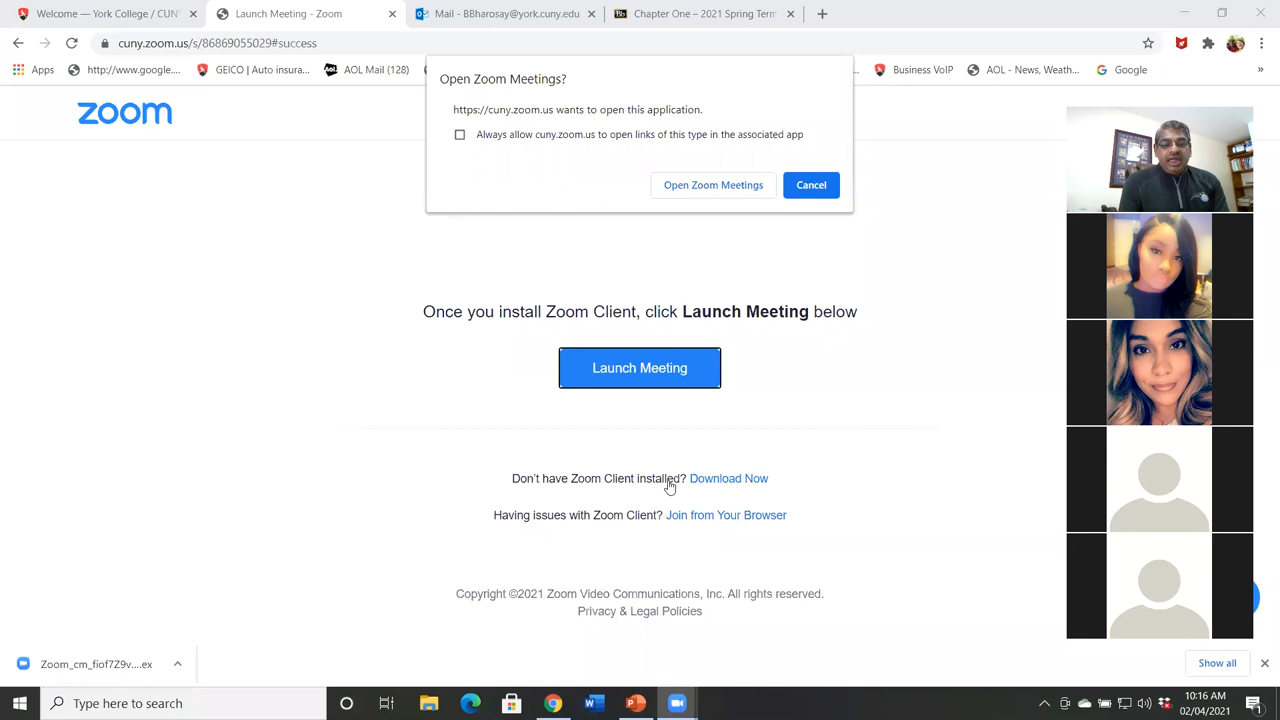 Welcome — York College / CUN'
Launch Meeting - Zoom
Mail - BBharosay@york.cuny.edu
Bb
Chapter One – 2021 Spring Term
cuny.zoom.us/s/86869055029#success
Apps
http://www.google....
GEICO | Auto insura...
Aol.
AOL Mail (128)
Business VoIP
AOL - News, Weath...
Google
»
Open Zoom Meetings?
https://cuny.zoom.us wants to open this application.
Always allow cuny.zoom.us to open links of this type in the associated app
Open Zoom Meetings
Cancel
zoom
Once you install Zoom Client, click Launch Meeting below
Launch Meeting
Don't have Zoom Client installed? Download Now
Having issues with Zoom Client? Join from Your Browser
Copyright ©2021 Zoom Video Communications, Inc. All rights reserved.
Privacy & Legal Policies
Zoom_cm_fiof7Z9v....ex
Show all
Type here to search
10:16 AM
02/04/2021
1